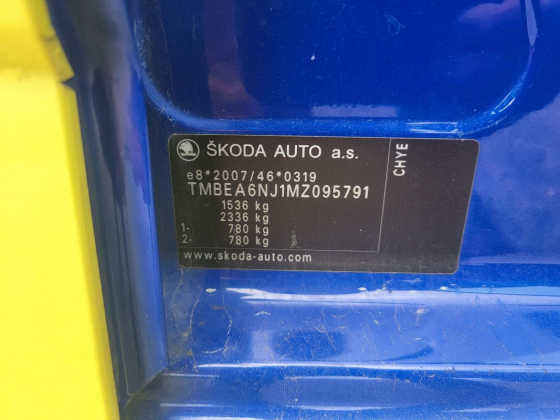 ŠKODA AUTO a.s.
CHYE
e8*2007/46*0319
TMBEA6NJ1MZ095791
1536 kg
2336 kg
1- 780 kg
2- 780 kg
www.skoda-auto.com